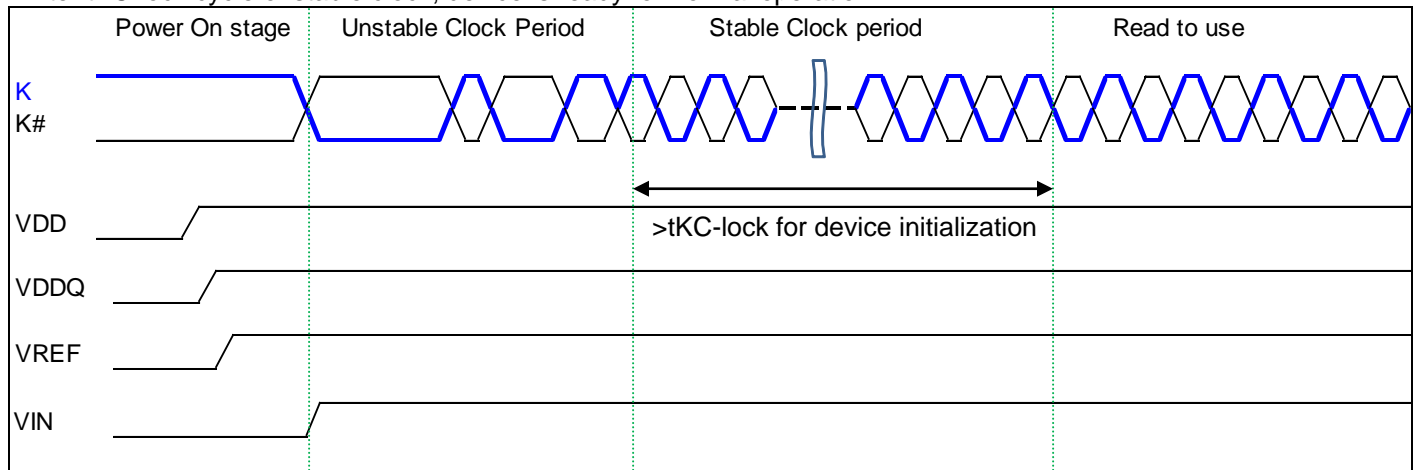 Power On stage Unstable Clock Period Stable Clock period Read to use
K
K#
VDD
>tKC-lock for device initialization
VDDQ
VREF
VIN